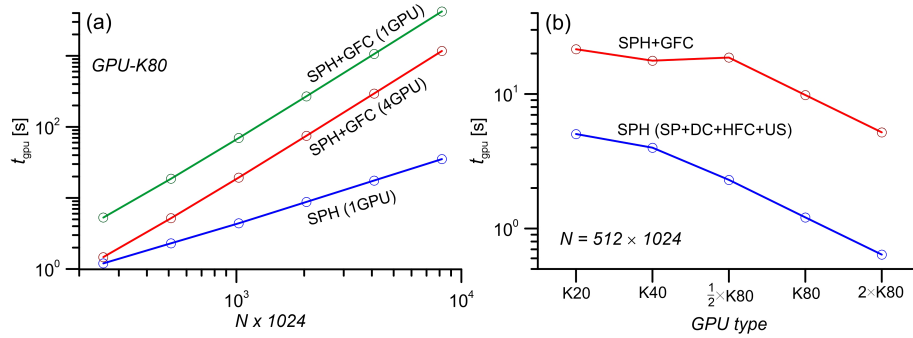 (a)
GPU-K80
SPH+GFC (1GPU)
SPH+GFC (4GPU)
SPH (1GPU)
t_gpu [s]
10^2
10^0
10^3
10^4
N x 1024
(b)
SPH+GFC
SPH (SP+DC+HFC+US)
N = 512 × 1024
t_gpu [s]
10^1
10^0
K20 K40 1/2×K80 K80 2×K80
GPU type